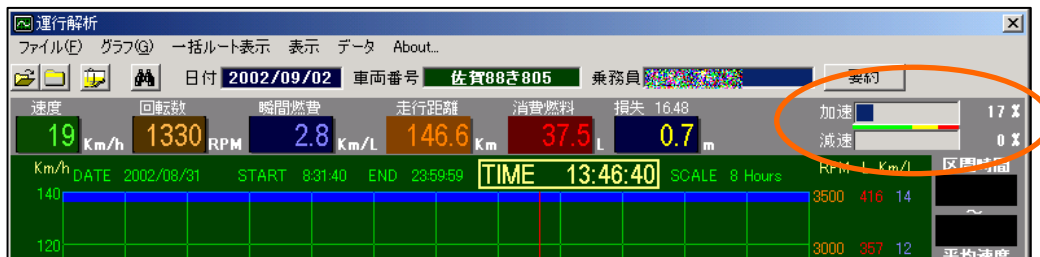 運行解析
ファイル(F) グラフ(G) 一括ルート表示 表示 データ About...
日付 2002/09/02 車両番号 佐賀88き805 乗務員 要約
速度 回転数 瞬間燃費 走行距離 消費燃料 損失 16.48 加速 17 %
19 Km/h 1330 RPM 2.8 Km/L 146.6 Km 37.5 L 0.7 m 減速 0 %
Km/h DATE 2002/08/31 START 8:31:40 END 23:59:59 TIME 13:46:40 SCALE 8 Hours RPM L Km/L 区間時間
140 3500 416 14
～
120 3000 357 12 平均速度